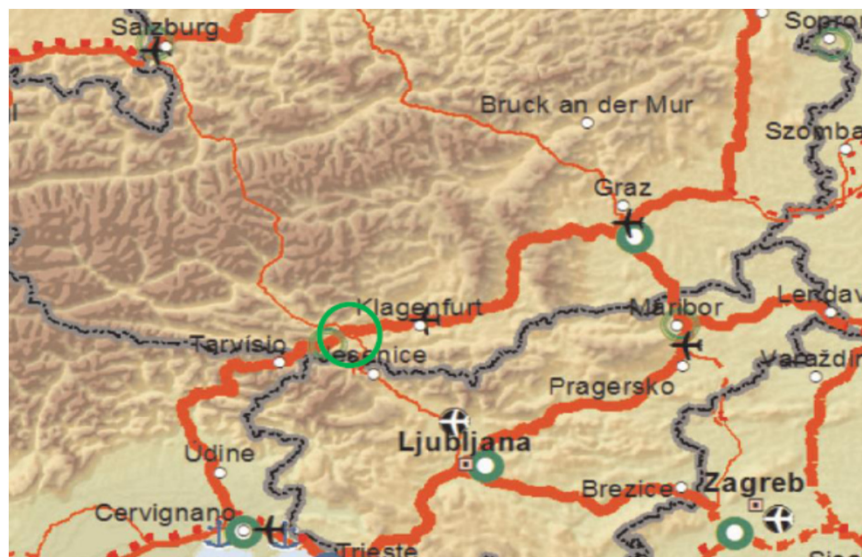 Salzburg
Sopro
Bruck an der Mur
Szomba
Graz
Klagenfurt
Maribor
Lendav
Tarvisio
esenice
Varaždin
Pragersko
Ljubljana
Udine
Brezice
Zagreb
Cervignano
Trieste